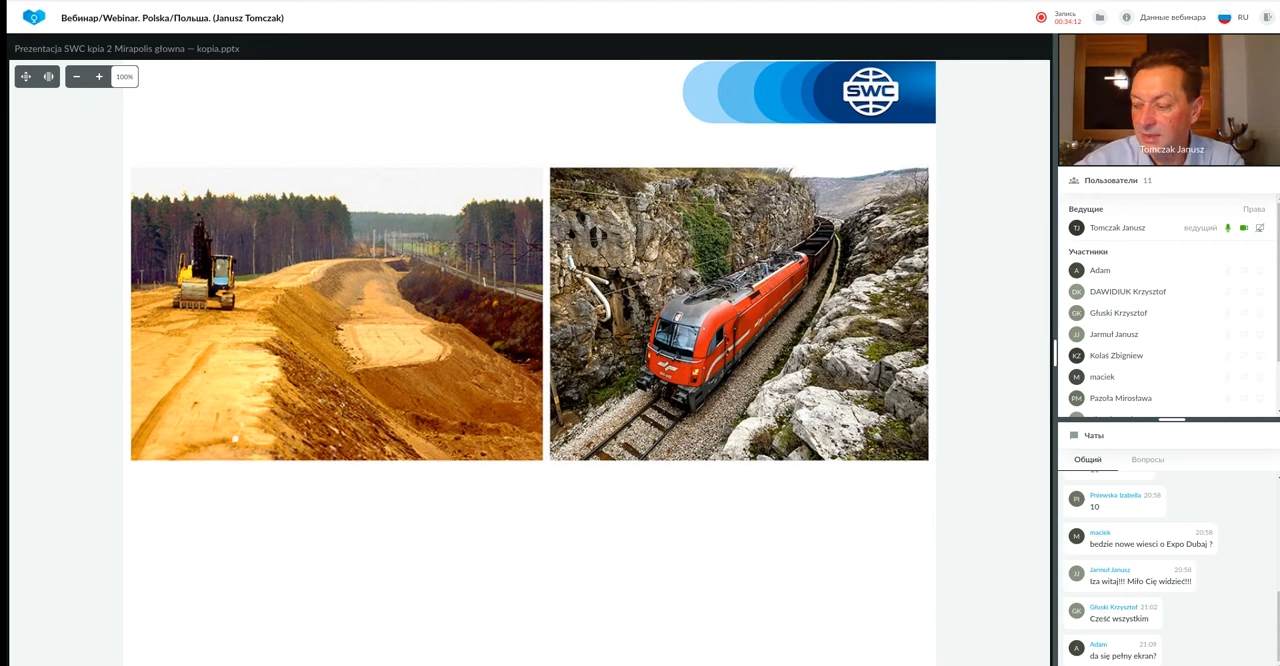 Вебинар/Webinar. Polska/Польша. (Janusz Tomczak)
Запись
00:34:12
Данные вебинара
RU
Prezentacja SWC kpia 2 Mirapolis głowna — kopia.pptx
100%
SWC
Tomczak Janusz
Пользователи 11
Ведущие
Права
TJ
Tomczak Janusz
ведущий
Участники
A
Adam
DK
DAWIDIUK Krzysztof
GK
Głuski Krzysztof
JJ
Jarmuł Janusz
KZ
Kolaś Zbigniew
M
maciek
PM
Pazoła Mirosława
Чаты
Общий
Вопросы
PI
Pniewska Izabella 20:58
10
M
maciek 20:58
bedzie nowe wiesci o Expo Dubaj ?
JJ
Jarmuł Janusz 20:58
Iza witaj!!! Miło Cię widzieć!!!
GK
Głuski Krzysztof 21:02
Cześć wszystkim
A
Adam 21:09
da się pełny ekran?